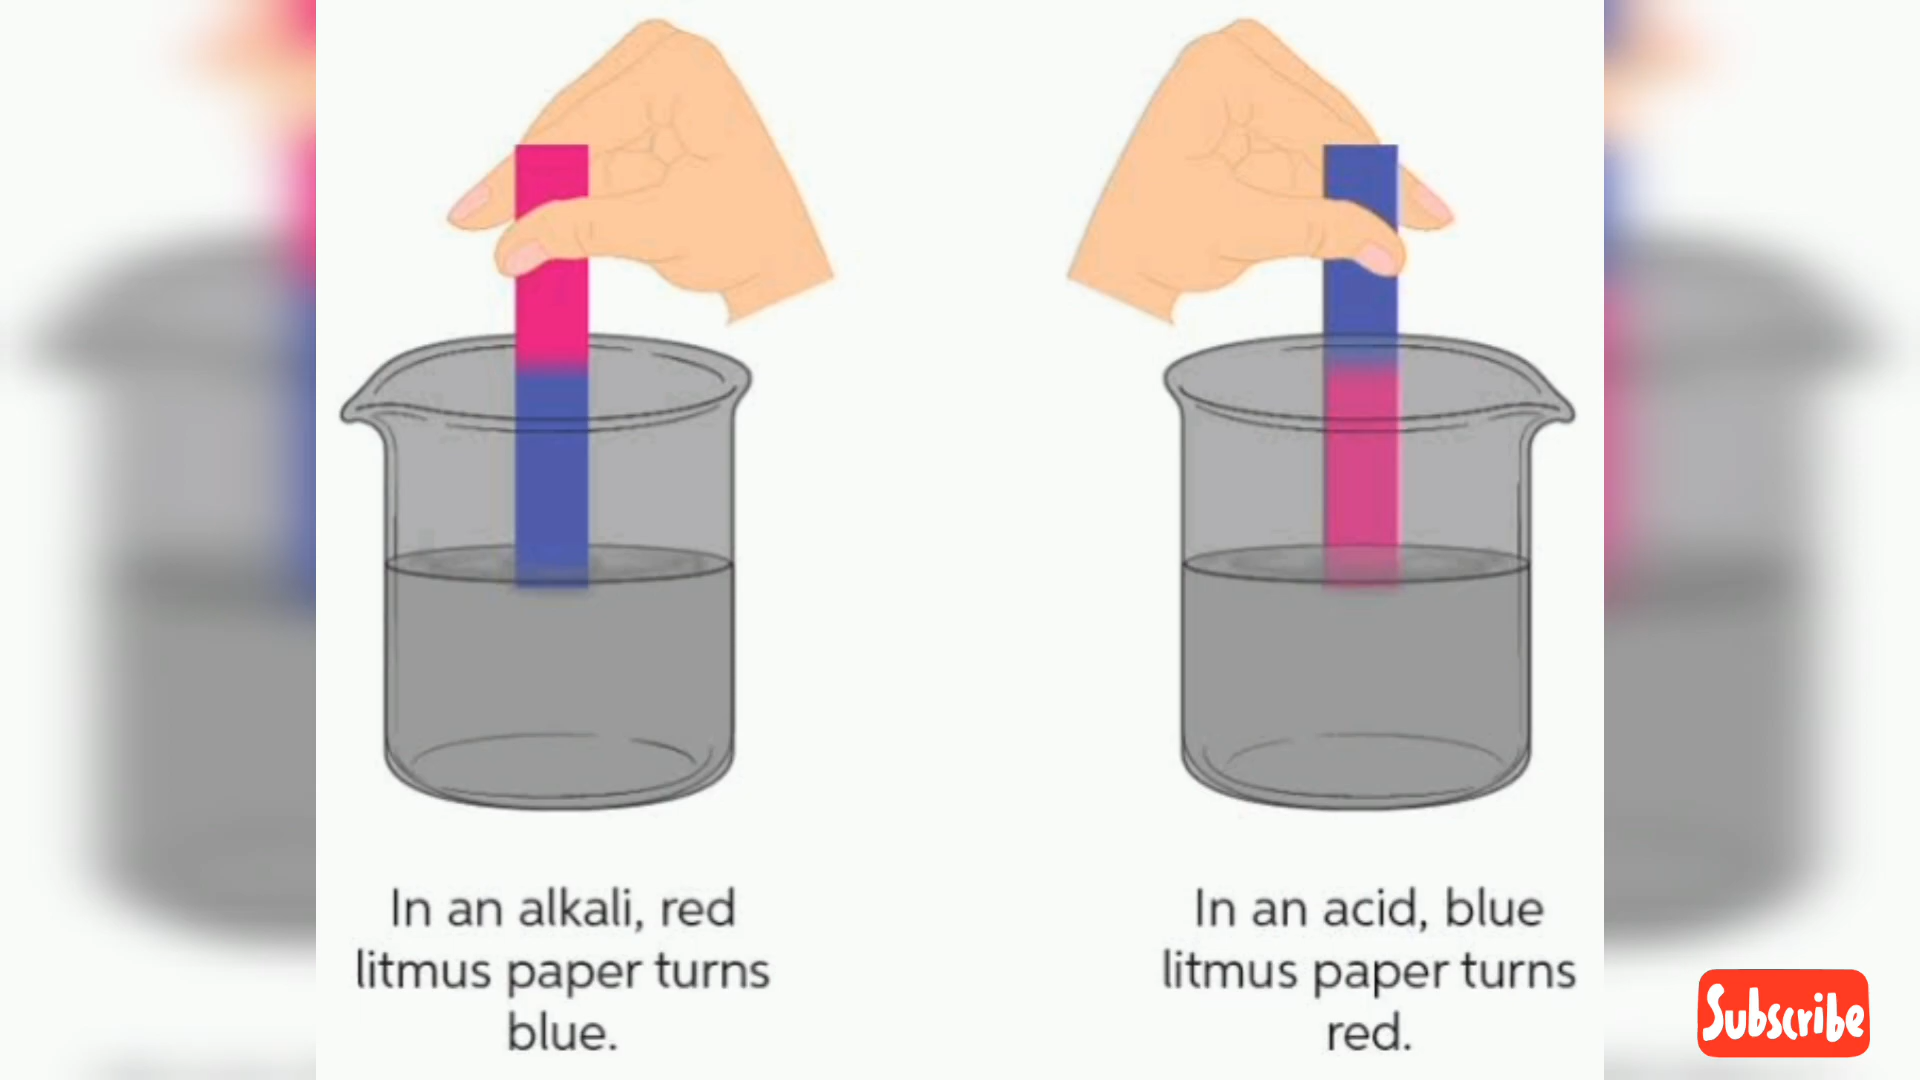 In an alkali, red
litmus paper turns
blue.
In an acid, blue
litmus paper turns
red.
Subscribe